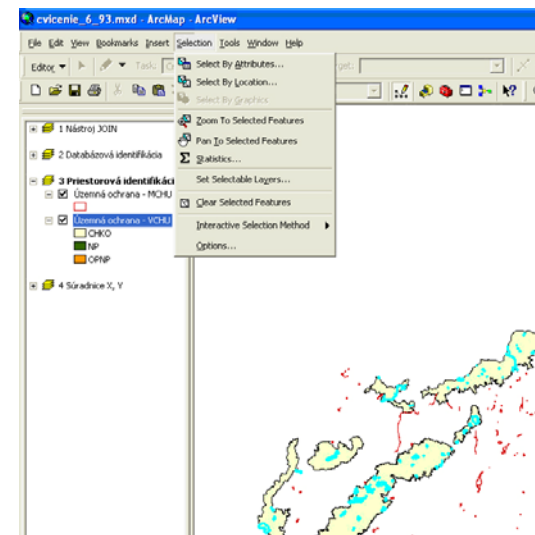 cvicenie_6_93.mxd - ArcMap - ArcView
File Edit View Bookmarks Insert Selection Tools Window Help
Editor Task:
Select By Attributes...
Select By Location...
Select By Graphics
Zoom To Selected Features
Pan To Selected Features
Σ Statistics...
Set Selectable Layers...
Clear Selected Features
Interactive Selection Method
Options...
1 Nástroj JOIN
2 Databázová identifikácia
3 Priestorová identifikáci
Územná ochrana - MCHU
Územná ochrana - VCHU
CHKO
NP
OPNP
4 Súradnice X, Y